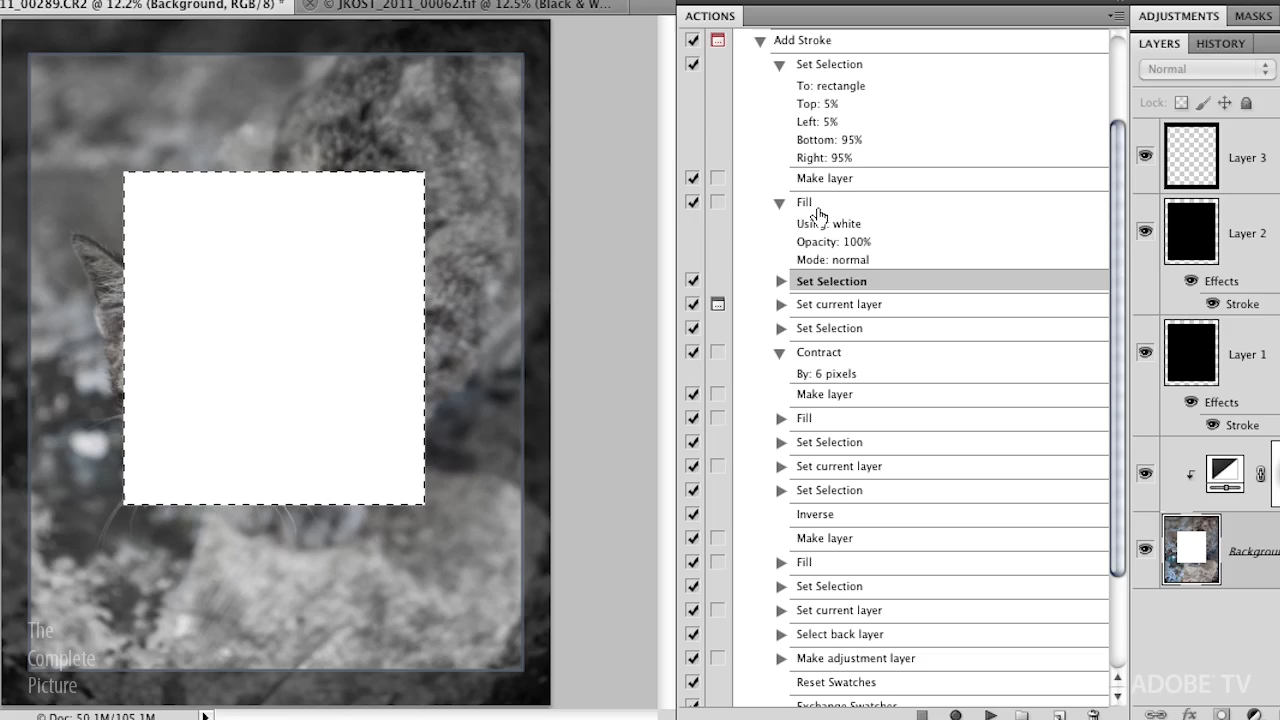 11_00289.CR2 @ 12.2% (Background, RGB/8) *
JKOST_2011_00062.tif @ 12.5% (Black & W...
ACTIONS
Add Stroke
Set Selection
To: rectangle
Top: 5%
Left: 5%
Bottom: 95%
Right: 95%
Make layer
Fill
Using: white
Opacity: 100%
Mode: normal
Set Selection
Set current layer
Set Selection
Contract
By: 6 pixels
Make layer
Fill
Set Selection
Set current layer
Set Selection
Inverse
Make layer
Fill
Set Selection
Set current layer
Select back layer
Make adjustment layer
Reset Swatches
Exchange Swatches
ADJUSTMENTS
MASKS
LAYERS
HISTORY
Normal
Lock:
Layer 3
Layer 2
Effects
Stroke
Layer 1
Effects
Stroke
Backgrou
The
Complete
Picture
ADOBE TV
Doc: 50.1M/105.1M
fx